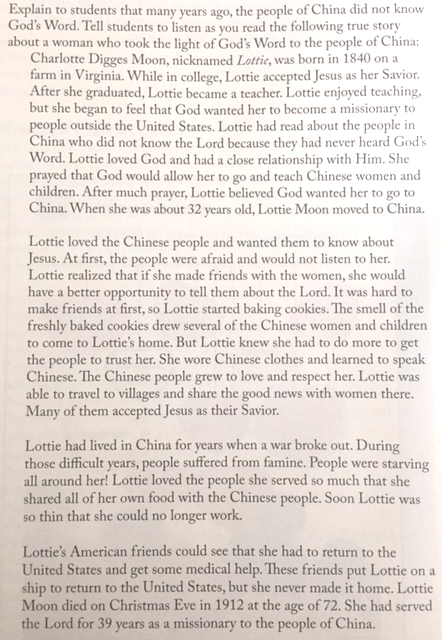 Explain to students that many years ago, the people of China did not know
God's Word. Tell students to listen as you read the following true story
about a woman who took the light of God's Word to the people of China:
Charlotte Digges Moon, nicknamed Lottie, was born in 1840 on a
farm in Virginia. While in college, Lottie accepted Jesus as her Savior.
After she graduated, Lottie became a teacher. Lottie enjoyed teaching,
but she began to feel that God wanted her to become a missionary to
people outside the United States. Lottie had read about the people in
China who did not know the Lord because they had never heard God's
Word. Lottie loved God and had a close relationship with Him. She
prayed that God would allow her to go and teach Chinese women and
children. After much prayer, Lottie believed God wanted her to go to
China. When she was about 32 years old, Lottie Moon moved to China.
Lottie loved the Chinese people and wanted them to know about
Jesus. At first, the people were afraid and would not listen to her.
Lottie realized that if she made friends with the women, she would
have a better opportunity to tell them about the Lord. It was hard to
make friends at first, so Lottie started baking cookies. The smell of the
freshly baked cookies drew several of the Chinese women and children
to come to Lottie's home. But Lottie knew she had to do more to get
the people to trust her. She wore Chinese clothes and learned to speak
Chinese. The Chinese people grew to love and respect her. Lottie was
able to travel to villages and share the good news with women there.
Many of them accepted Jesus as their Savior.
Lottie had lived in China for years when a war broke out. During
those difficult years, people suffered from famine. People were starving
all around her! Lottie loved the people she served so much that she
shared all of her own food with the Chinese people. Soon Lottie was
so thin that she could no longer work.
Lottie's American friends could see that she had to return to the
United States and get some medical help. These friends put Lottie on a
ship to return to the United States, but she never made it home. Lottie
Moon died on Christmas Eve in 1912 at the age of 72. She had served
the Lord for 39 years as a missionary to the people of China.